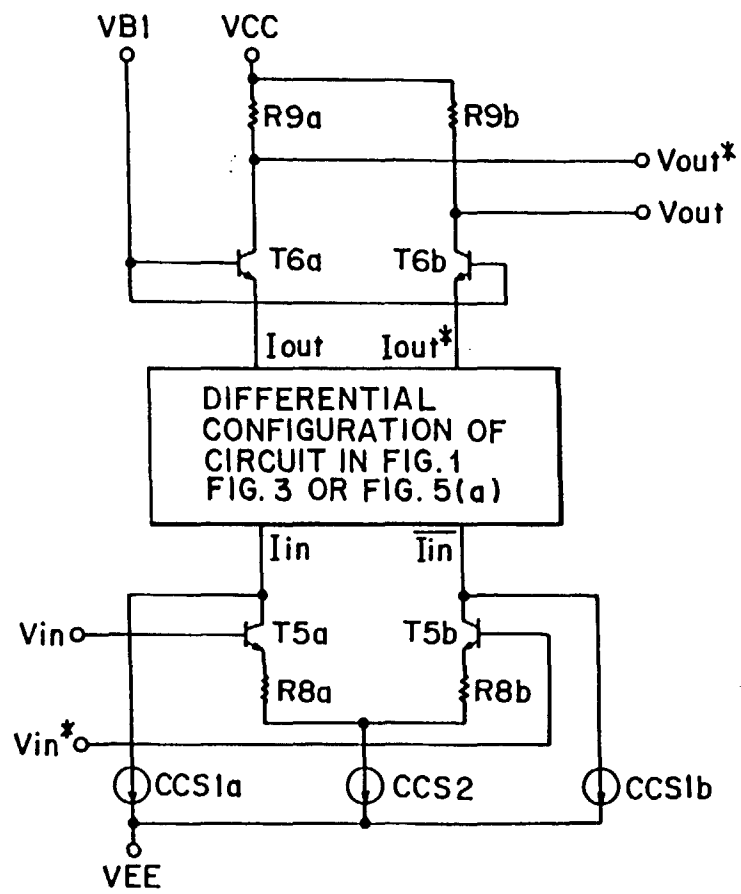 VB1 VCC
R9a R9b
Vout*
Vout
T6a T6b
Iout Iout*
DIFFERENTIAL
CONFIGURATION OF
CIRCUIT IN FIG.1
FIG.3 OR FIG.5(a)
Iin I̅i̅n̅
Vin T5a T5b
R8a R8b
Vin*
CCS1a CCS2 CCS1b
VEE